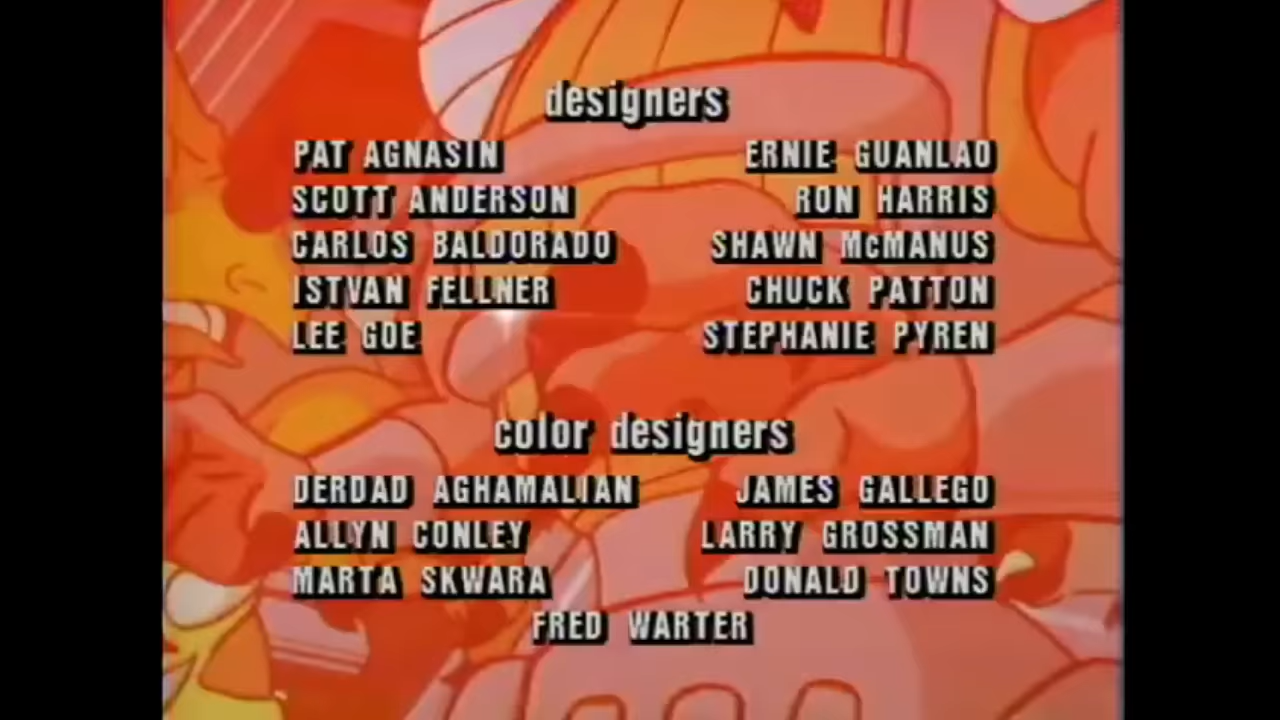 designers
PAT AGNASIN ERNIE GUANLAO
SCOTT ANDERSON RON HARRIS
CARLOS BALDORADO SHAWN McMANUS
ISTVAN FELLNER CHUCK PATTON
LEE GOE STEPHANIE PYREN
color designers
DERDAD AGHAMALIAN JAMES GALLEGO
ALLYN CONLEY LARRY GROSSMAN
MARTA SKWARA DONALD TOWNS
FRED WARTER